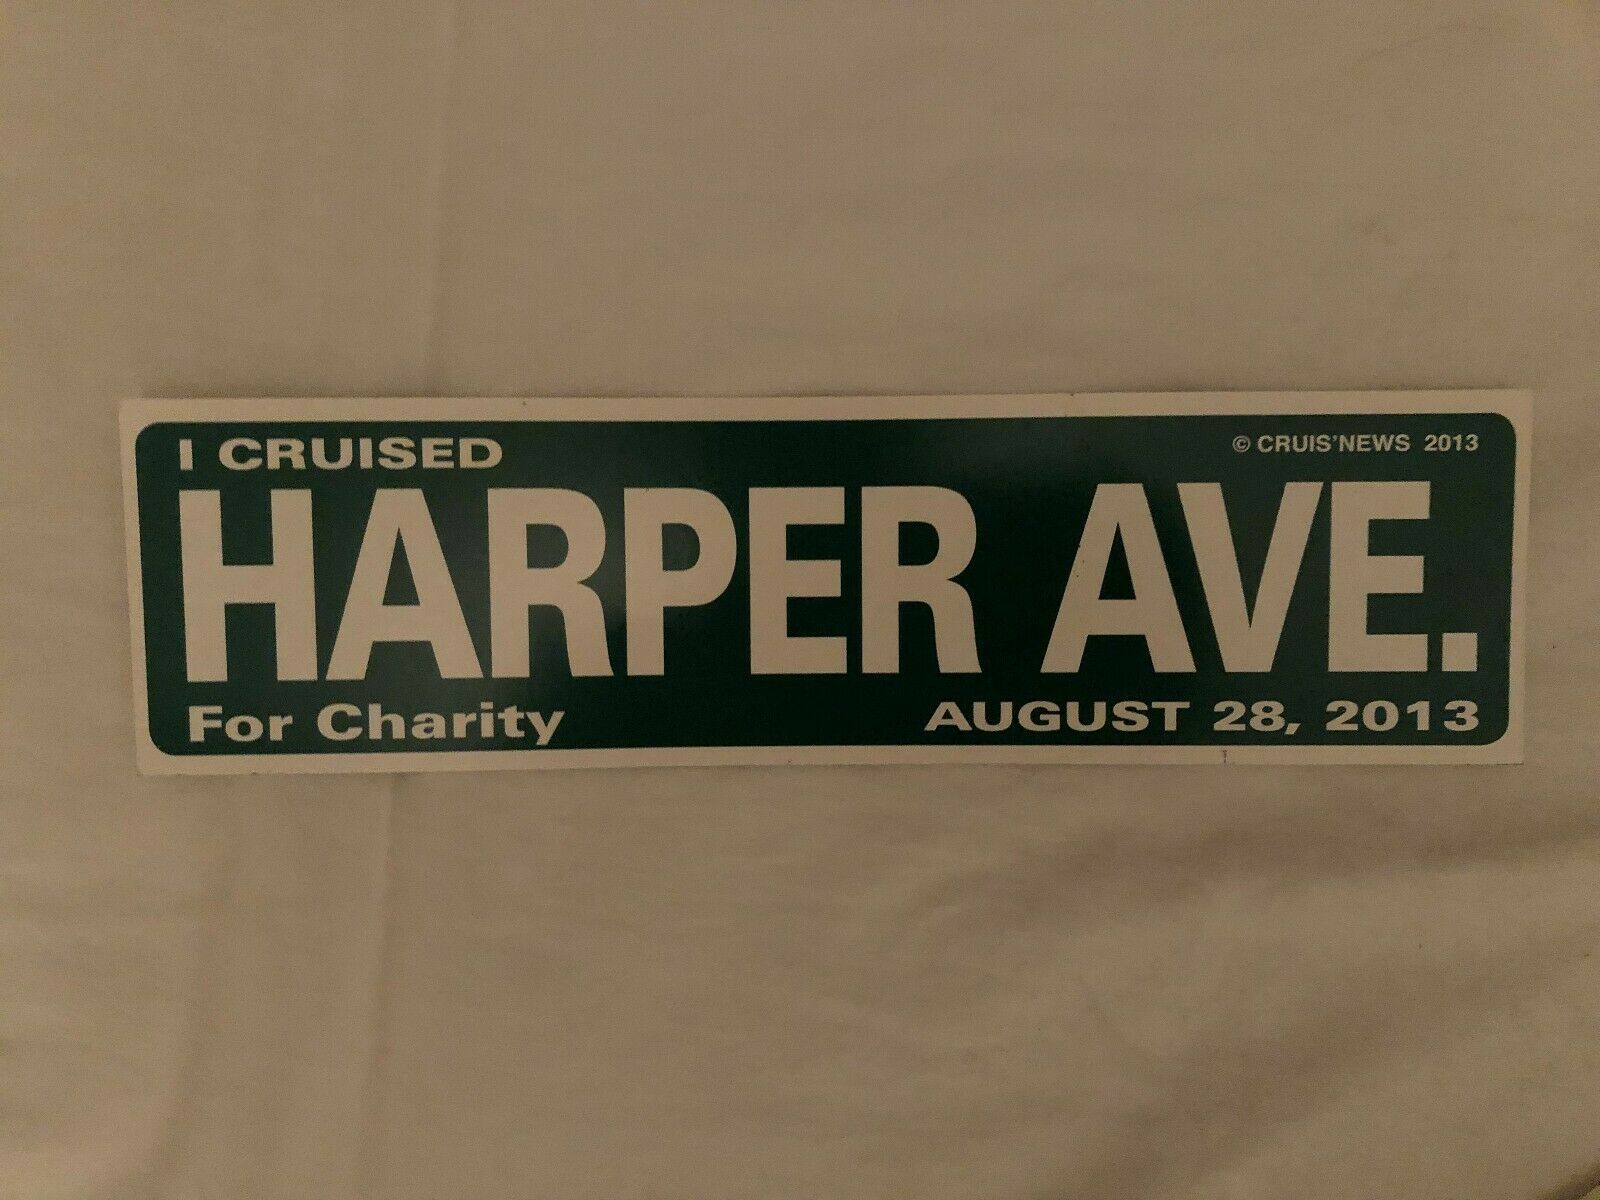 I CRUISED
© CRUIS'NEWS 2013
HARPER AVE.
For Charity
AUGUST 28, 2013